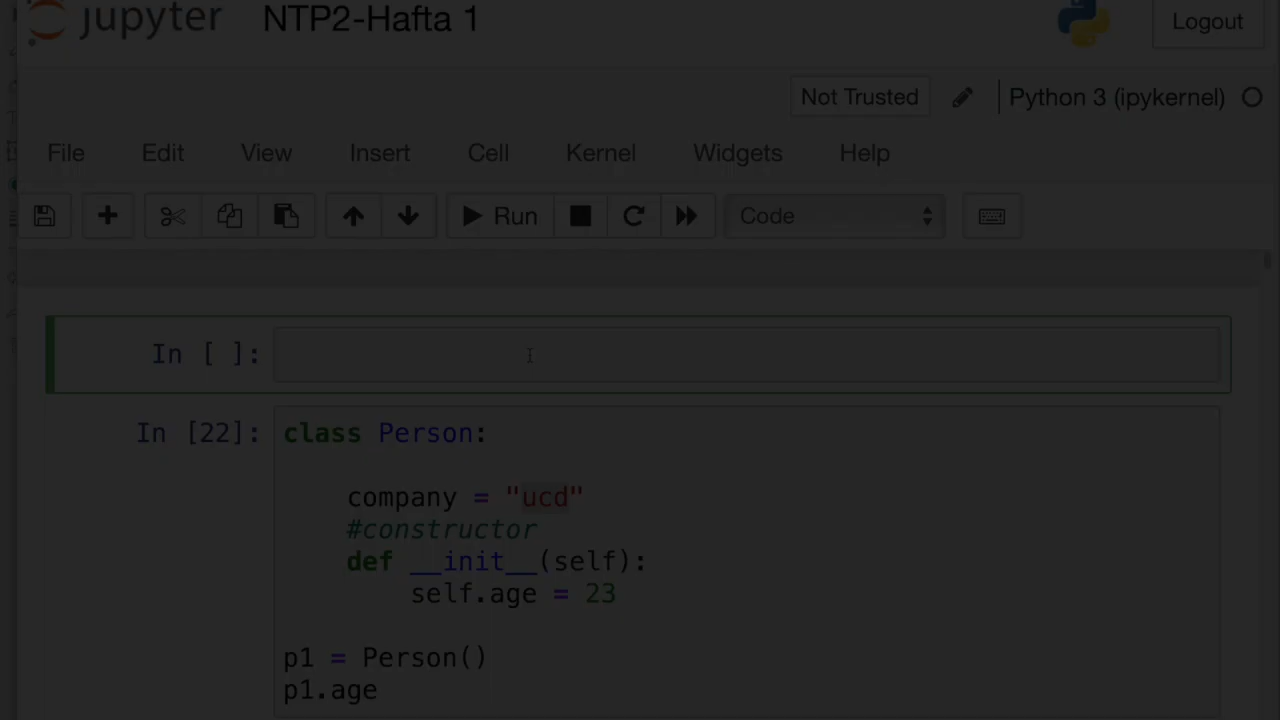 jupyter NTP2-Hafta 1 Logout
Not Trusted Python 3 (ipykernel)
File Edit View Insert Cell Kernel Widgets Help
Run Code
In [ ]:
In [22]: class Person:
company = "ucd"
#constructor
def __init__(self):
self.age = 23
p1 = Person()
p1.age